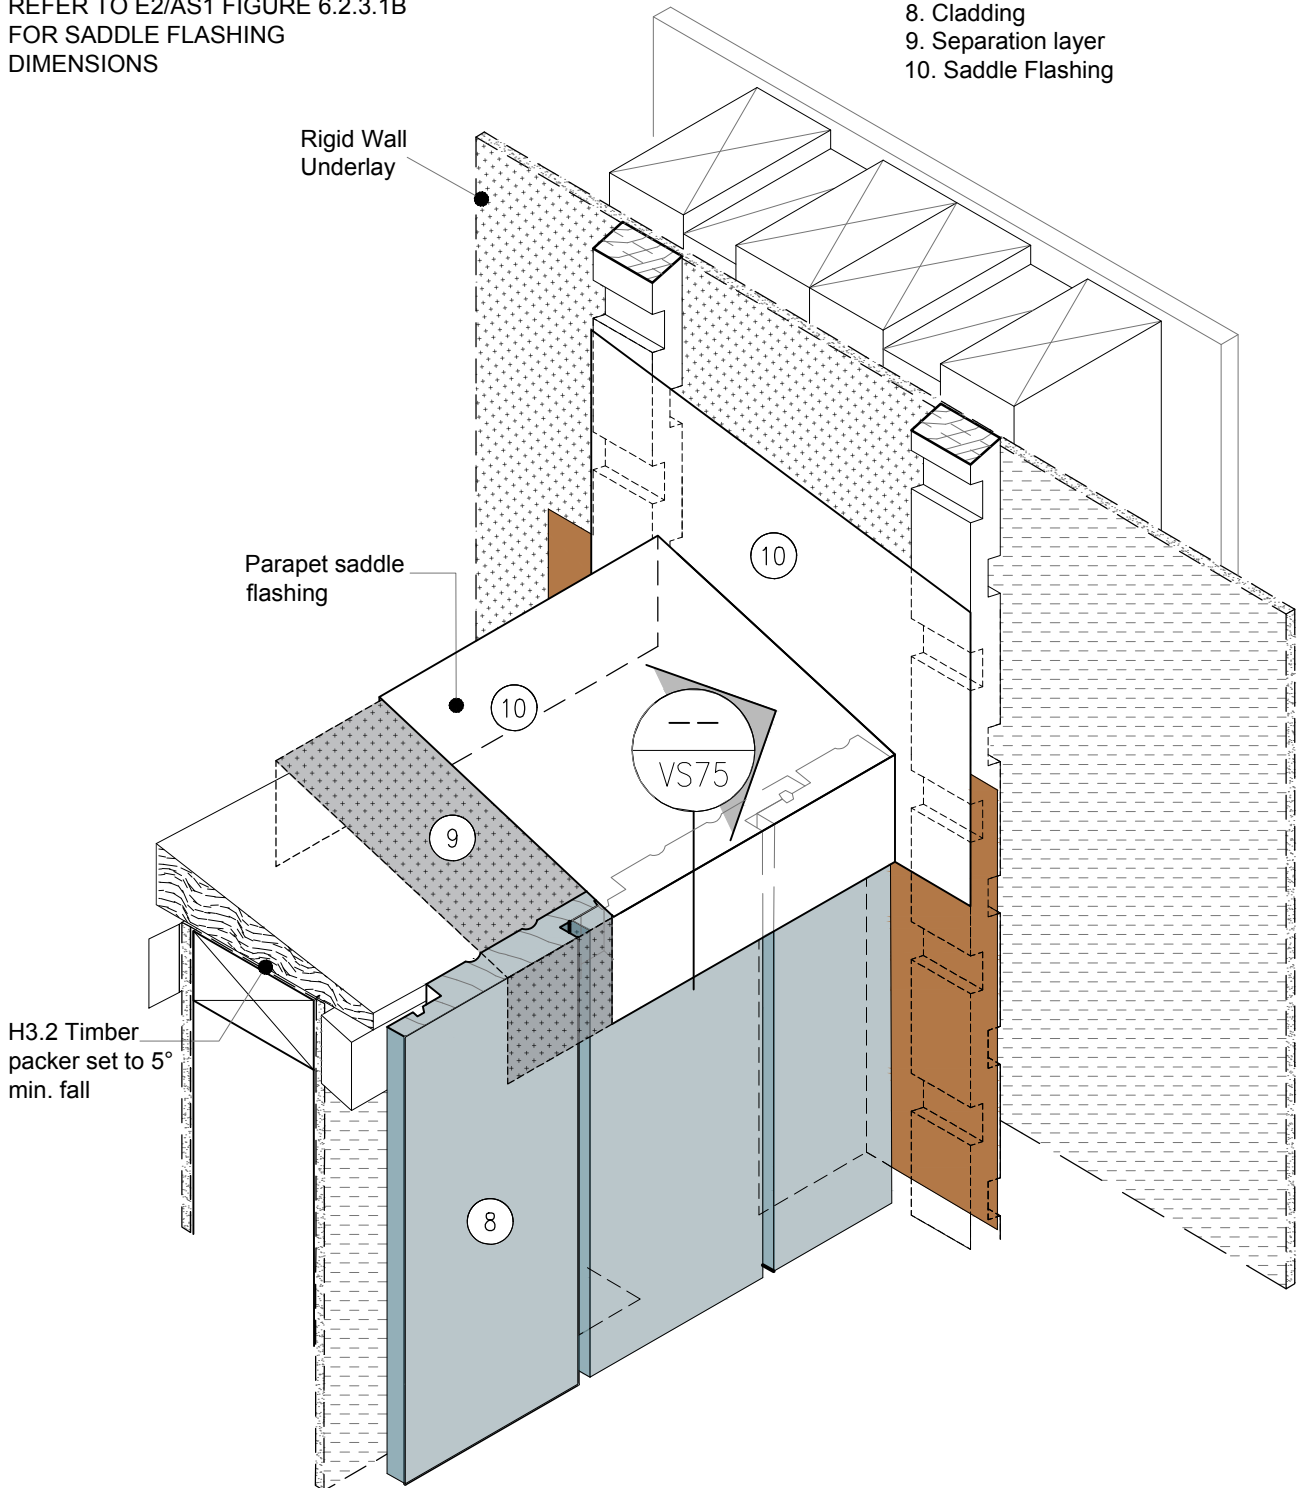 REFER TO E2/AS1 FIGURE 6.2.3.1B
FOR SADDLE FLASHING
DIMENSIONS
8. Cladding
9. Separation layer
10. Saddle Flashing
Rigid Wall
Underlay
10
Parapet saddle
flashing
10
VS75
9
H3.2 Timber
packer set to 5°
min. fall
8